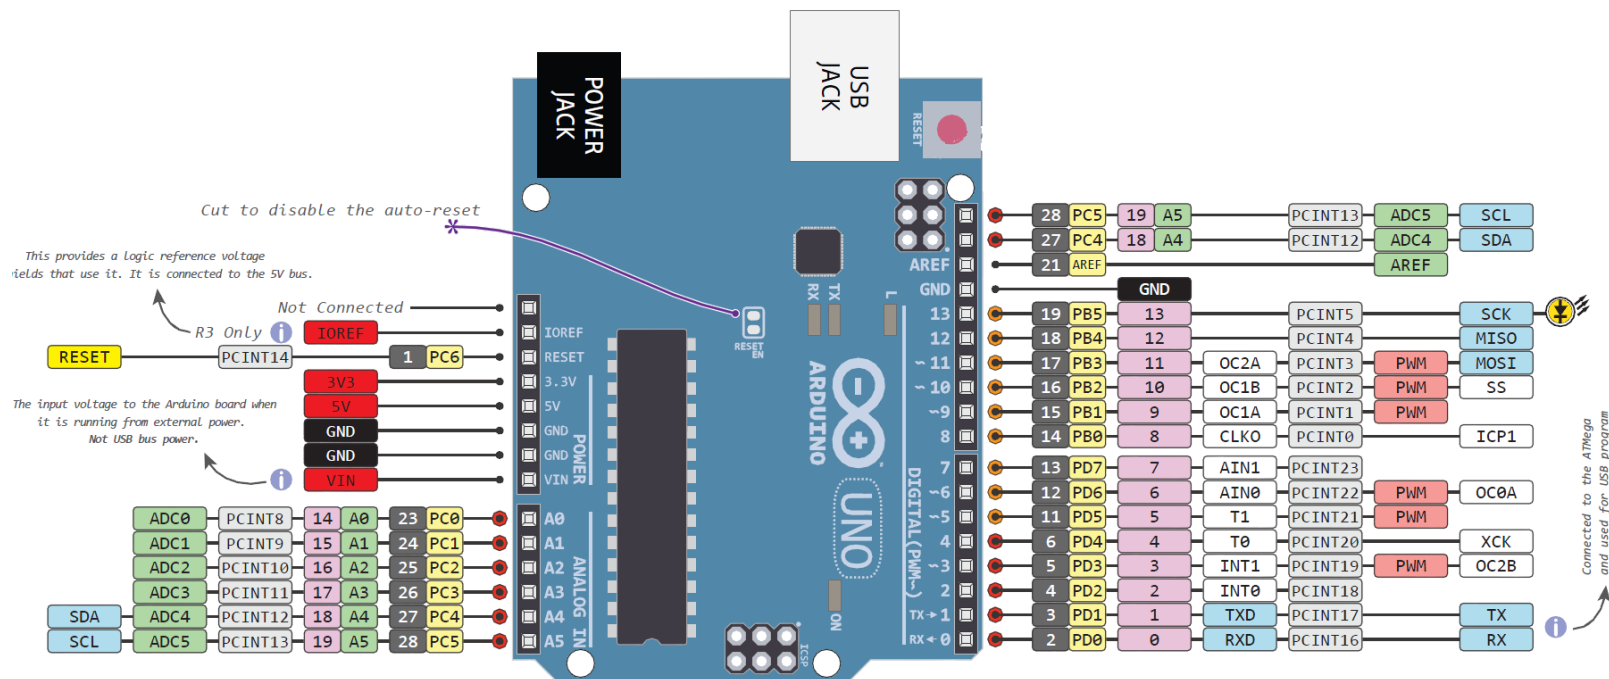 POWER JACK
USB JACK
RESET
Cut to disable the auto-reset
This provides a Logic reference voltage
ields that use it. It is connected to the 5V bus.
Not Connected
R3 Only i IOREF
RESET PCINT14 1 PC6
3V3
5V
GND
GND
VIN
The input voltage to the Arduino board when
it is running from external power.
Not USB bus power.
i
ADC0 PCINT8 14 A0 23 PC0
ADC1 PCINT9 15 A1 24 PC1
ADC2 PCINT10 16 A2 25 PC2
ADC3 PCINT11 17 A3 26 PC3
SDA ADC4 PCINT12 18 A4 27 PC4
SCL ADC5 PCINT13 19 A5 28 PC5
IOREF
RESET
3.3V
5V
GND
GND
VIN
POWER
A0
A1
A2
A3
A4
A5
ANALOG IN
RESET EN
RX
TX
L
ARDUINO
UNO
ON
ICSP
AREF
GND
13
12
~11
~10
~9
8
7
~6
~5
4
~3
2
TX→1
RX←0
DIGITAL (PWM~)
28 PC5 19 A5 PCINT13 ADC5 SCL
27 PC4 18 A4 PCINT12 ADC4 SDA
21 AREF AREF
GND
19 PB5 13 PCINT5 SCK
18 PB4 12 PCINT4 MISO
17 PB3 11 OC2A PCINT3 PWM MOSI
16 PB2 10 OC1B PCINT2 PWM SS
15 PB1 9 OC1A PCINT1 PWM
14 PB0 8 CLKO PCINT0 ICP1
13 PD7 7 AIN1 PCINT23
12 PD6 6 AIN0 PCINT22 PWM OC0A
11 PD5 5 T1 PCINT21 PWM
6 PD4 4 T0 PCINT20 XCK
5 PD3 3 INT1 PCINT19 PWM OC2B
4 PD2 2 INT0 PCINT18
3 PD1 1 TXD PCINT17 TX
2 PD0 0 RXD PCINT16 RX
i
Connected to the ATMega
and used for USB program